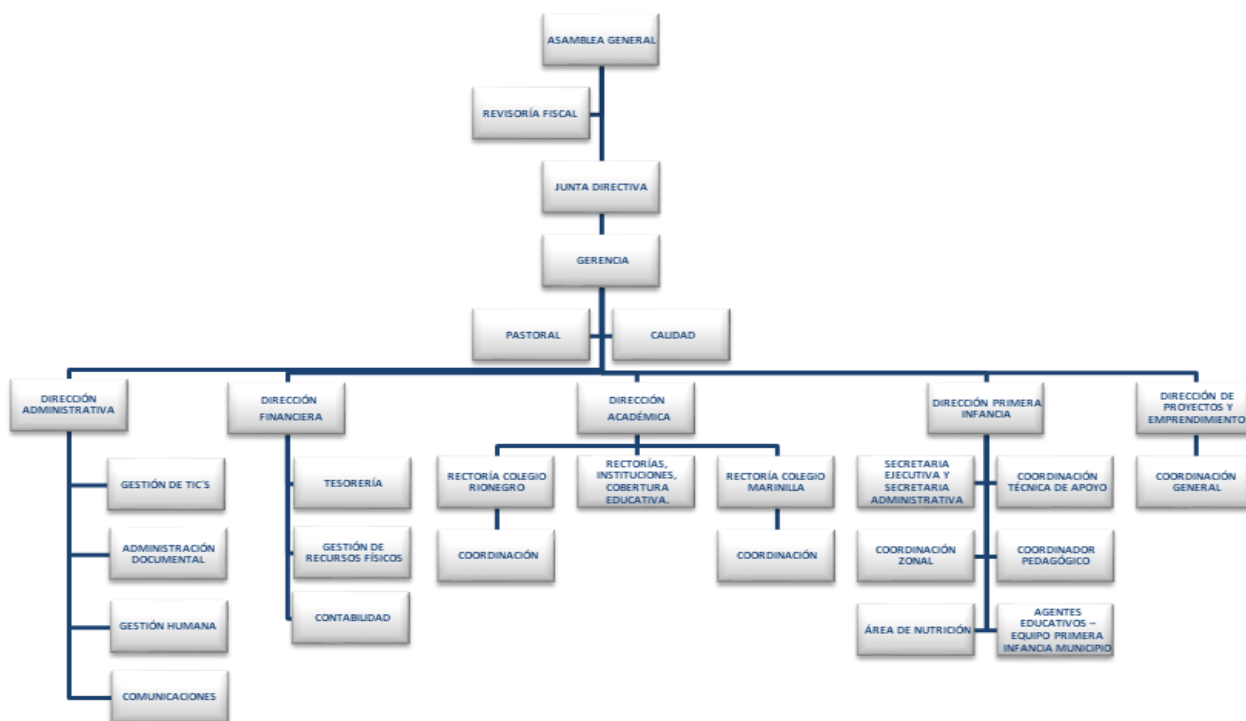 ASAMBLEA GENERAL
REVISORÍA FISCAL
JUNTA DIRECTIVA
GERENCIA
PASTORAL
CALIDAD
DIRECCIÓN
ADMINISTRATIVA
DIRECCIÓN
FINANCIERA
DIRECCIÓN
ACADÉMICA
DIRECCIÓN PRIMERA
INFANCIA
DIRECCIÓN DE
PROYECTOS Y
EMPRENDIMIENTO
GESTIÓN DE TIC´S
ADMINISTRACIÓN
DOCUMENTAL
GESTIÓN HUMANA
COMUNICACIONES
TESORERÍA
GESTIÓN DE
RECURSOS FÍSICOS
CONTABILIDAD
RECTORÍA COLEGIO
RIONEGRO
COORDINACIÓN
RECTORÍAS,
INSTITUCIONES,
COBERTURA
EDUCATIVA.
RECTORÍA COLEGIO
MARINILLA
COORDINACIÓN
SECRETARIA
EJECUTIVA Y
SECRETARIA
ADMINISTRATIVA
COORDINACIÓN
TÉCNICA DE APOYO
COORDINACIÓN
ZONAL
COORDINADOR
PEDAGÓGICO
ÁREA DE NUTRICIÓN
AGENTES
EDUCATIVOS –
EQUIPO PRIMERA
INFANCIA MUNICIPIO
COORDINACIÓN
GENERAL